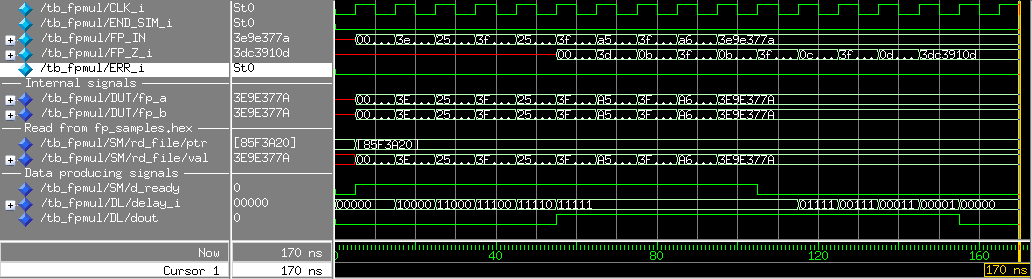 /tb_fpmul/CLK_i St0
/tb_fpmul/END_SIM_i St0
/tb_fpmul/FP_IN 3e9e377a 00... 3e... 25... 3f... 25... 3f... a5... 3f... a6... 3e9e377a
/tb_fpmul/FP_Z_i 3dc3910d 00... 3d... 0b... 3f... 0b... 3f... 0c... 3f... 0d... 3dc3910d
/tb_fpmul/ERR_i St0
Internal signals
/tb_fpmul/DUT/fp_a 3E9E377A 00... 3E... 25... 3F... 25... 3F... A5... 3F... A6... 3E9E377A
/tb_fpmul/DUT/fp_b 3E9E377A 00... 3E... 25... 3F... 25... 3F... A5... 3F... A6... 3E9E377A
Read from fp_samples.hex
/tb_fpmul/SM/rd_file/ptr [85F3A20] [85F3A20]
/tb_fpmul/SM/rd_file/val 3E9E377A 00... 3E... 25... 3F... 25... 3F... A5... 3F... A6... 3E9E377A
Data producing signals
/tb_fpmul/SM/d_ready 0
/tb_fpmul/DL/delay_i 00000 00000 10000 11000 11100 11110 11111 01111 00111 00011 00001 00000
/tb_fpmul/DL/dout 0
Now 170 ns 40 80 120 160
Cursor 1 170 ns 170 ns